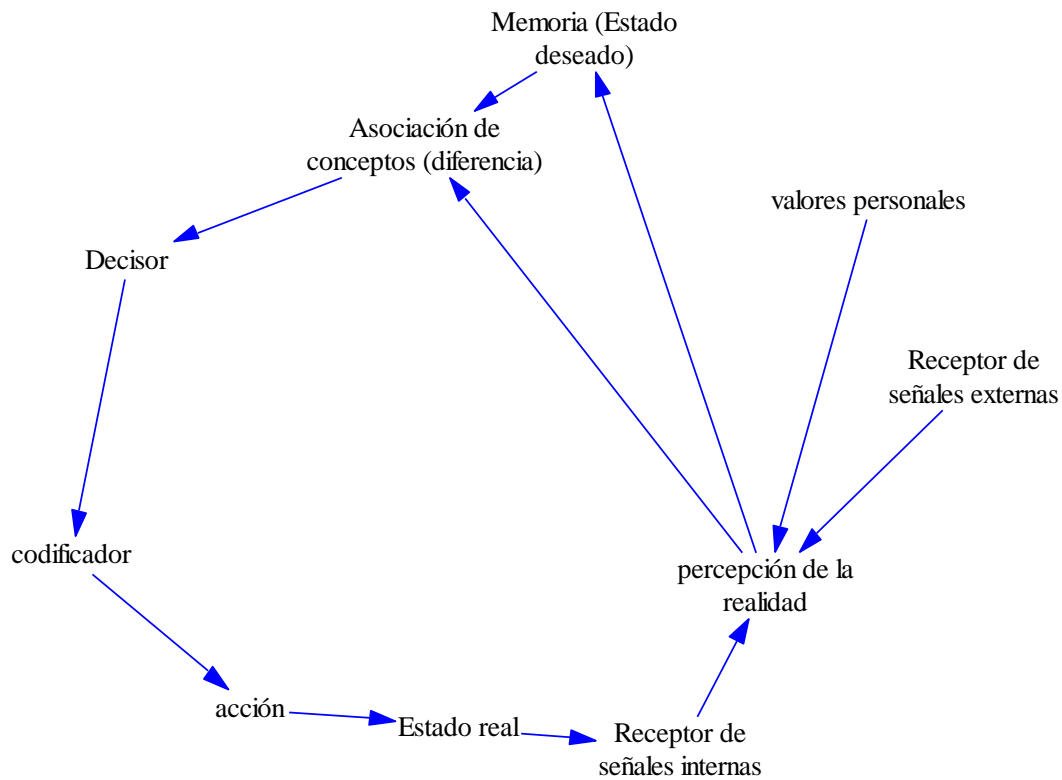 Memoria (Estado
deseado)
Asociación de
conceptos (diferencia)
valores personales
Decisor
Receptor de
señales externas
codificador
percepción de la
realidad
acción
Estado real
Receptor de
señales internas